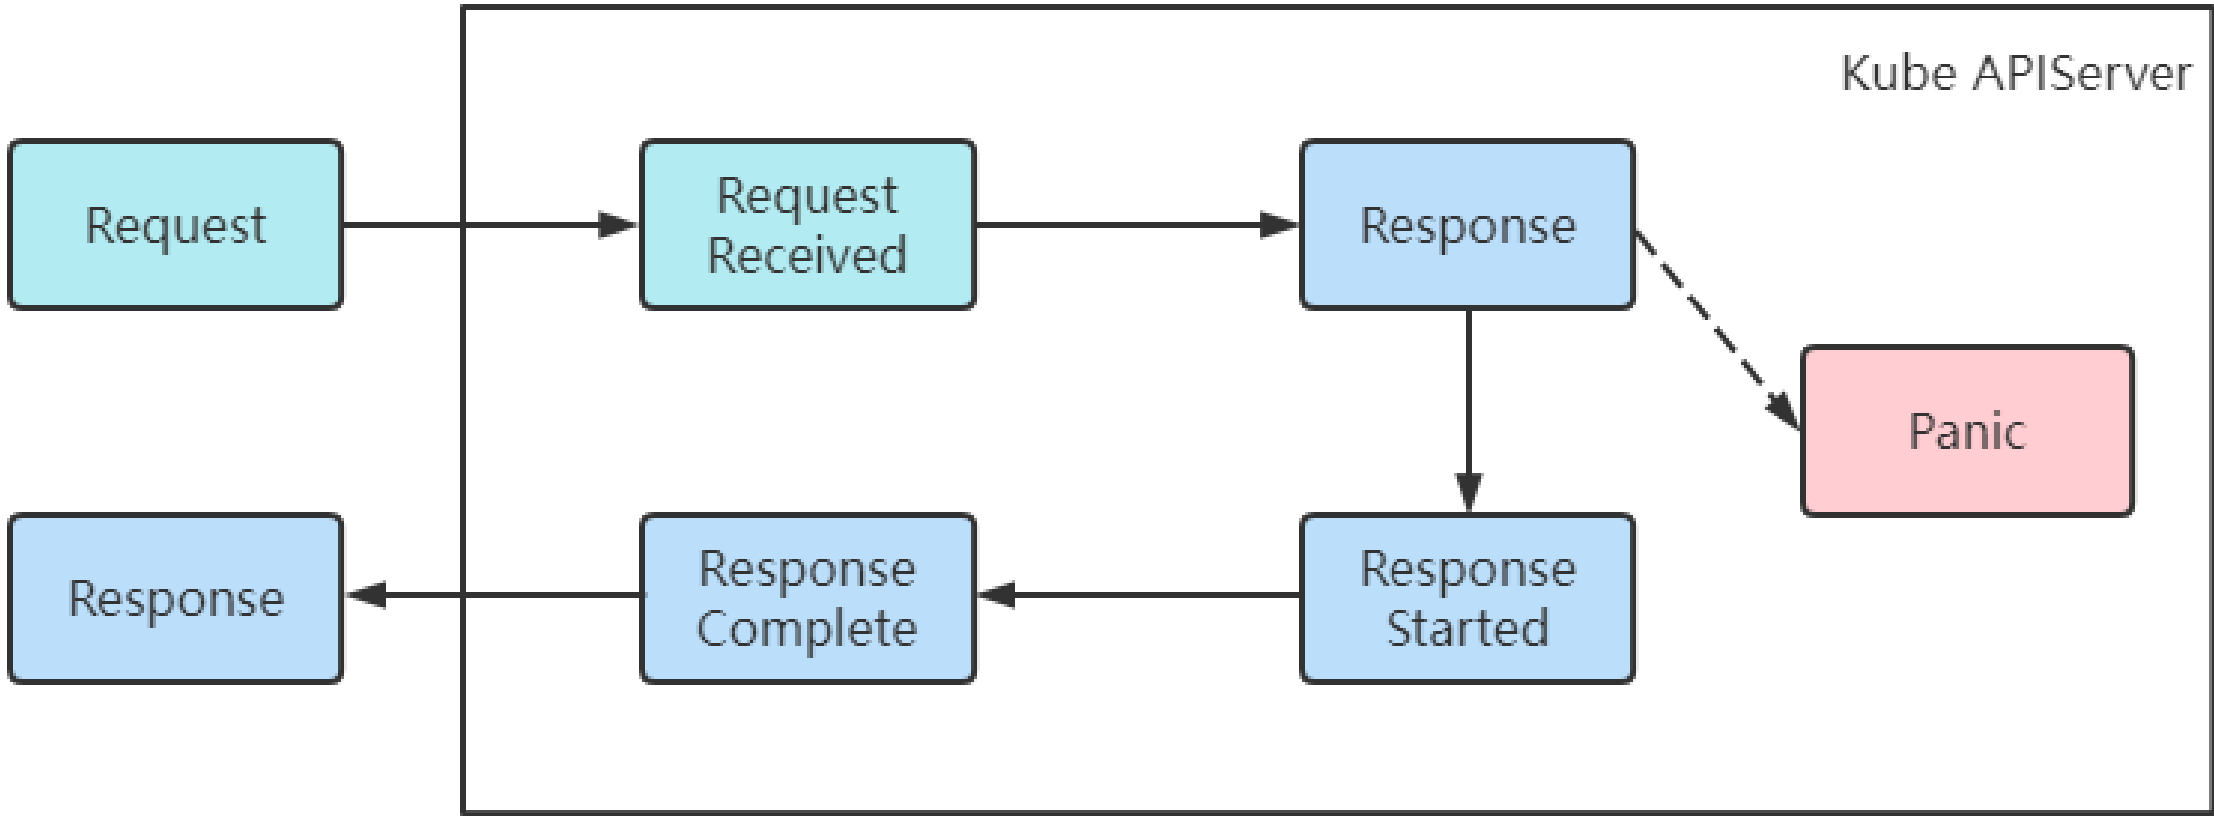 Kube APIServer
Request
Request
Received
Response
Panic
Response
Response
Complete
Response
Started